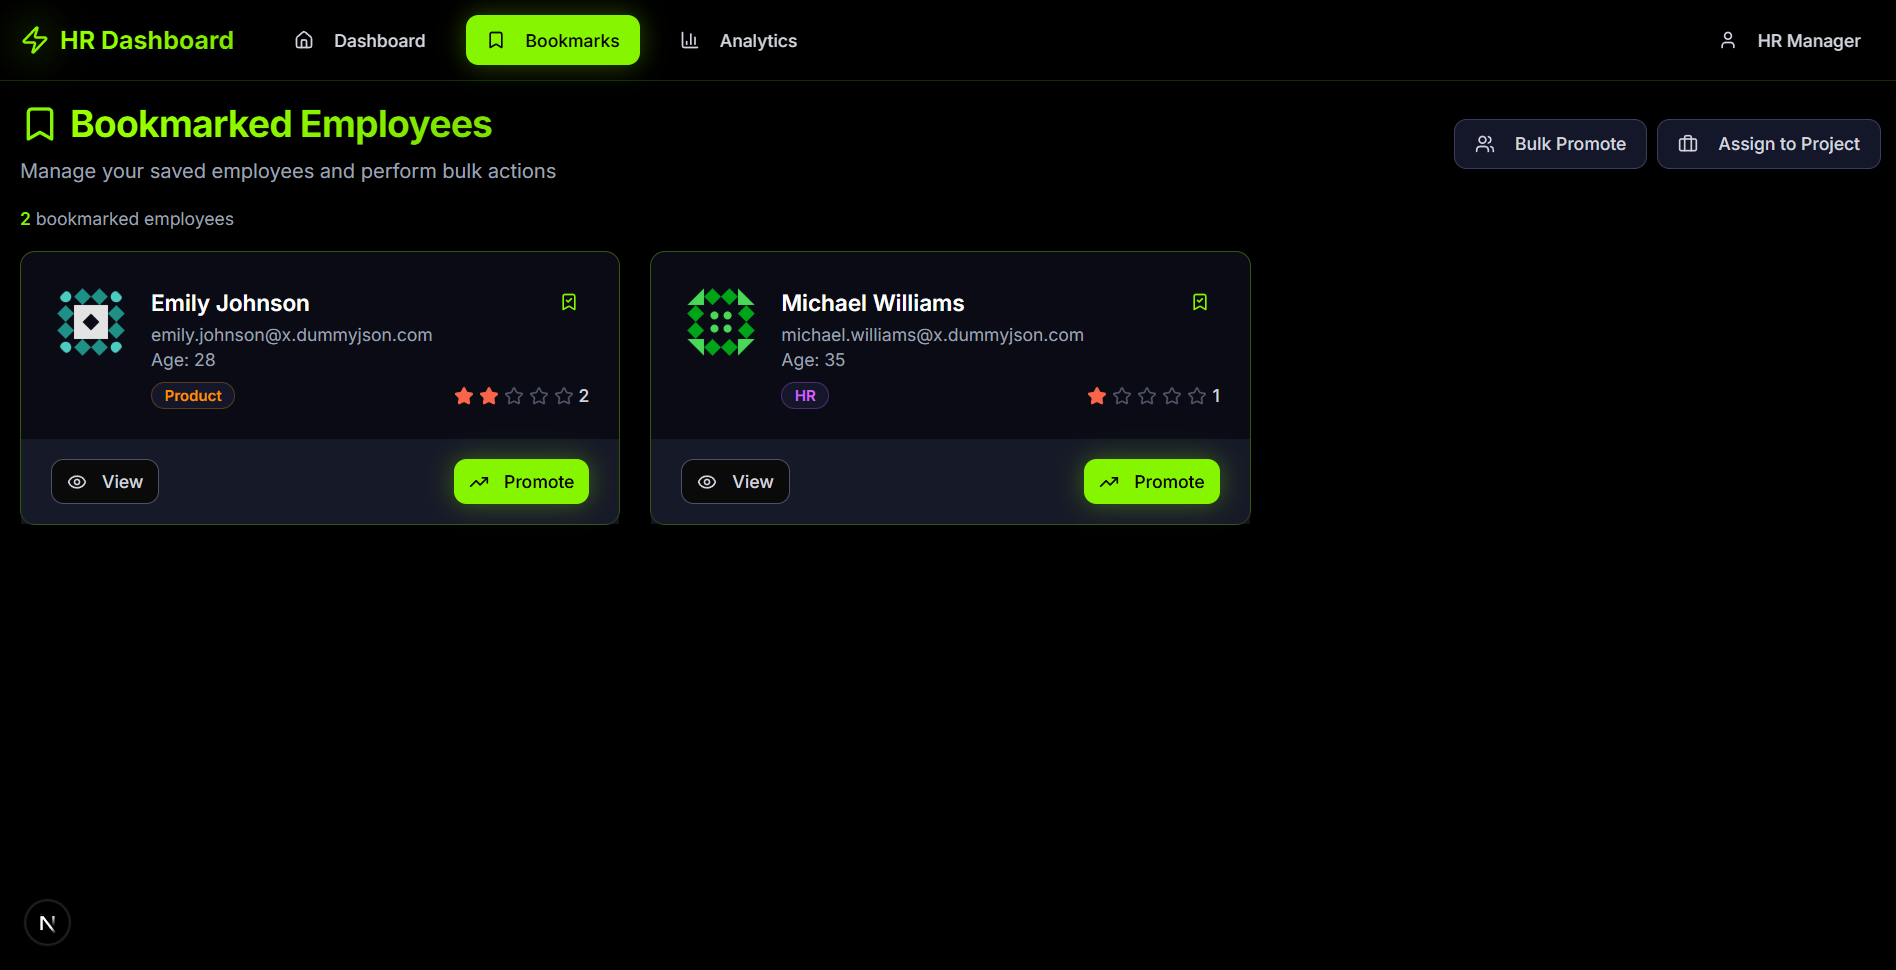 HR Dashboard
Dashboard
Bookmarks
Analytics
HR Manager
Bookmarked Employees
Manage your saved employees and perform bulk actions
Bulk Promote
Assign to Project
2 bookmarked employees
Emily Johnson
emily.johnson@x.dummyjson.com
Age: 28
Product
2
View
Promote
Michael Williams
michael.williams@x.dummyjson.com
Age: 35
HR
1
View
Promote
N